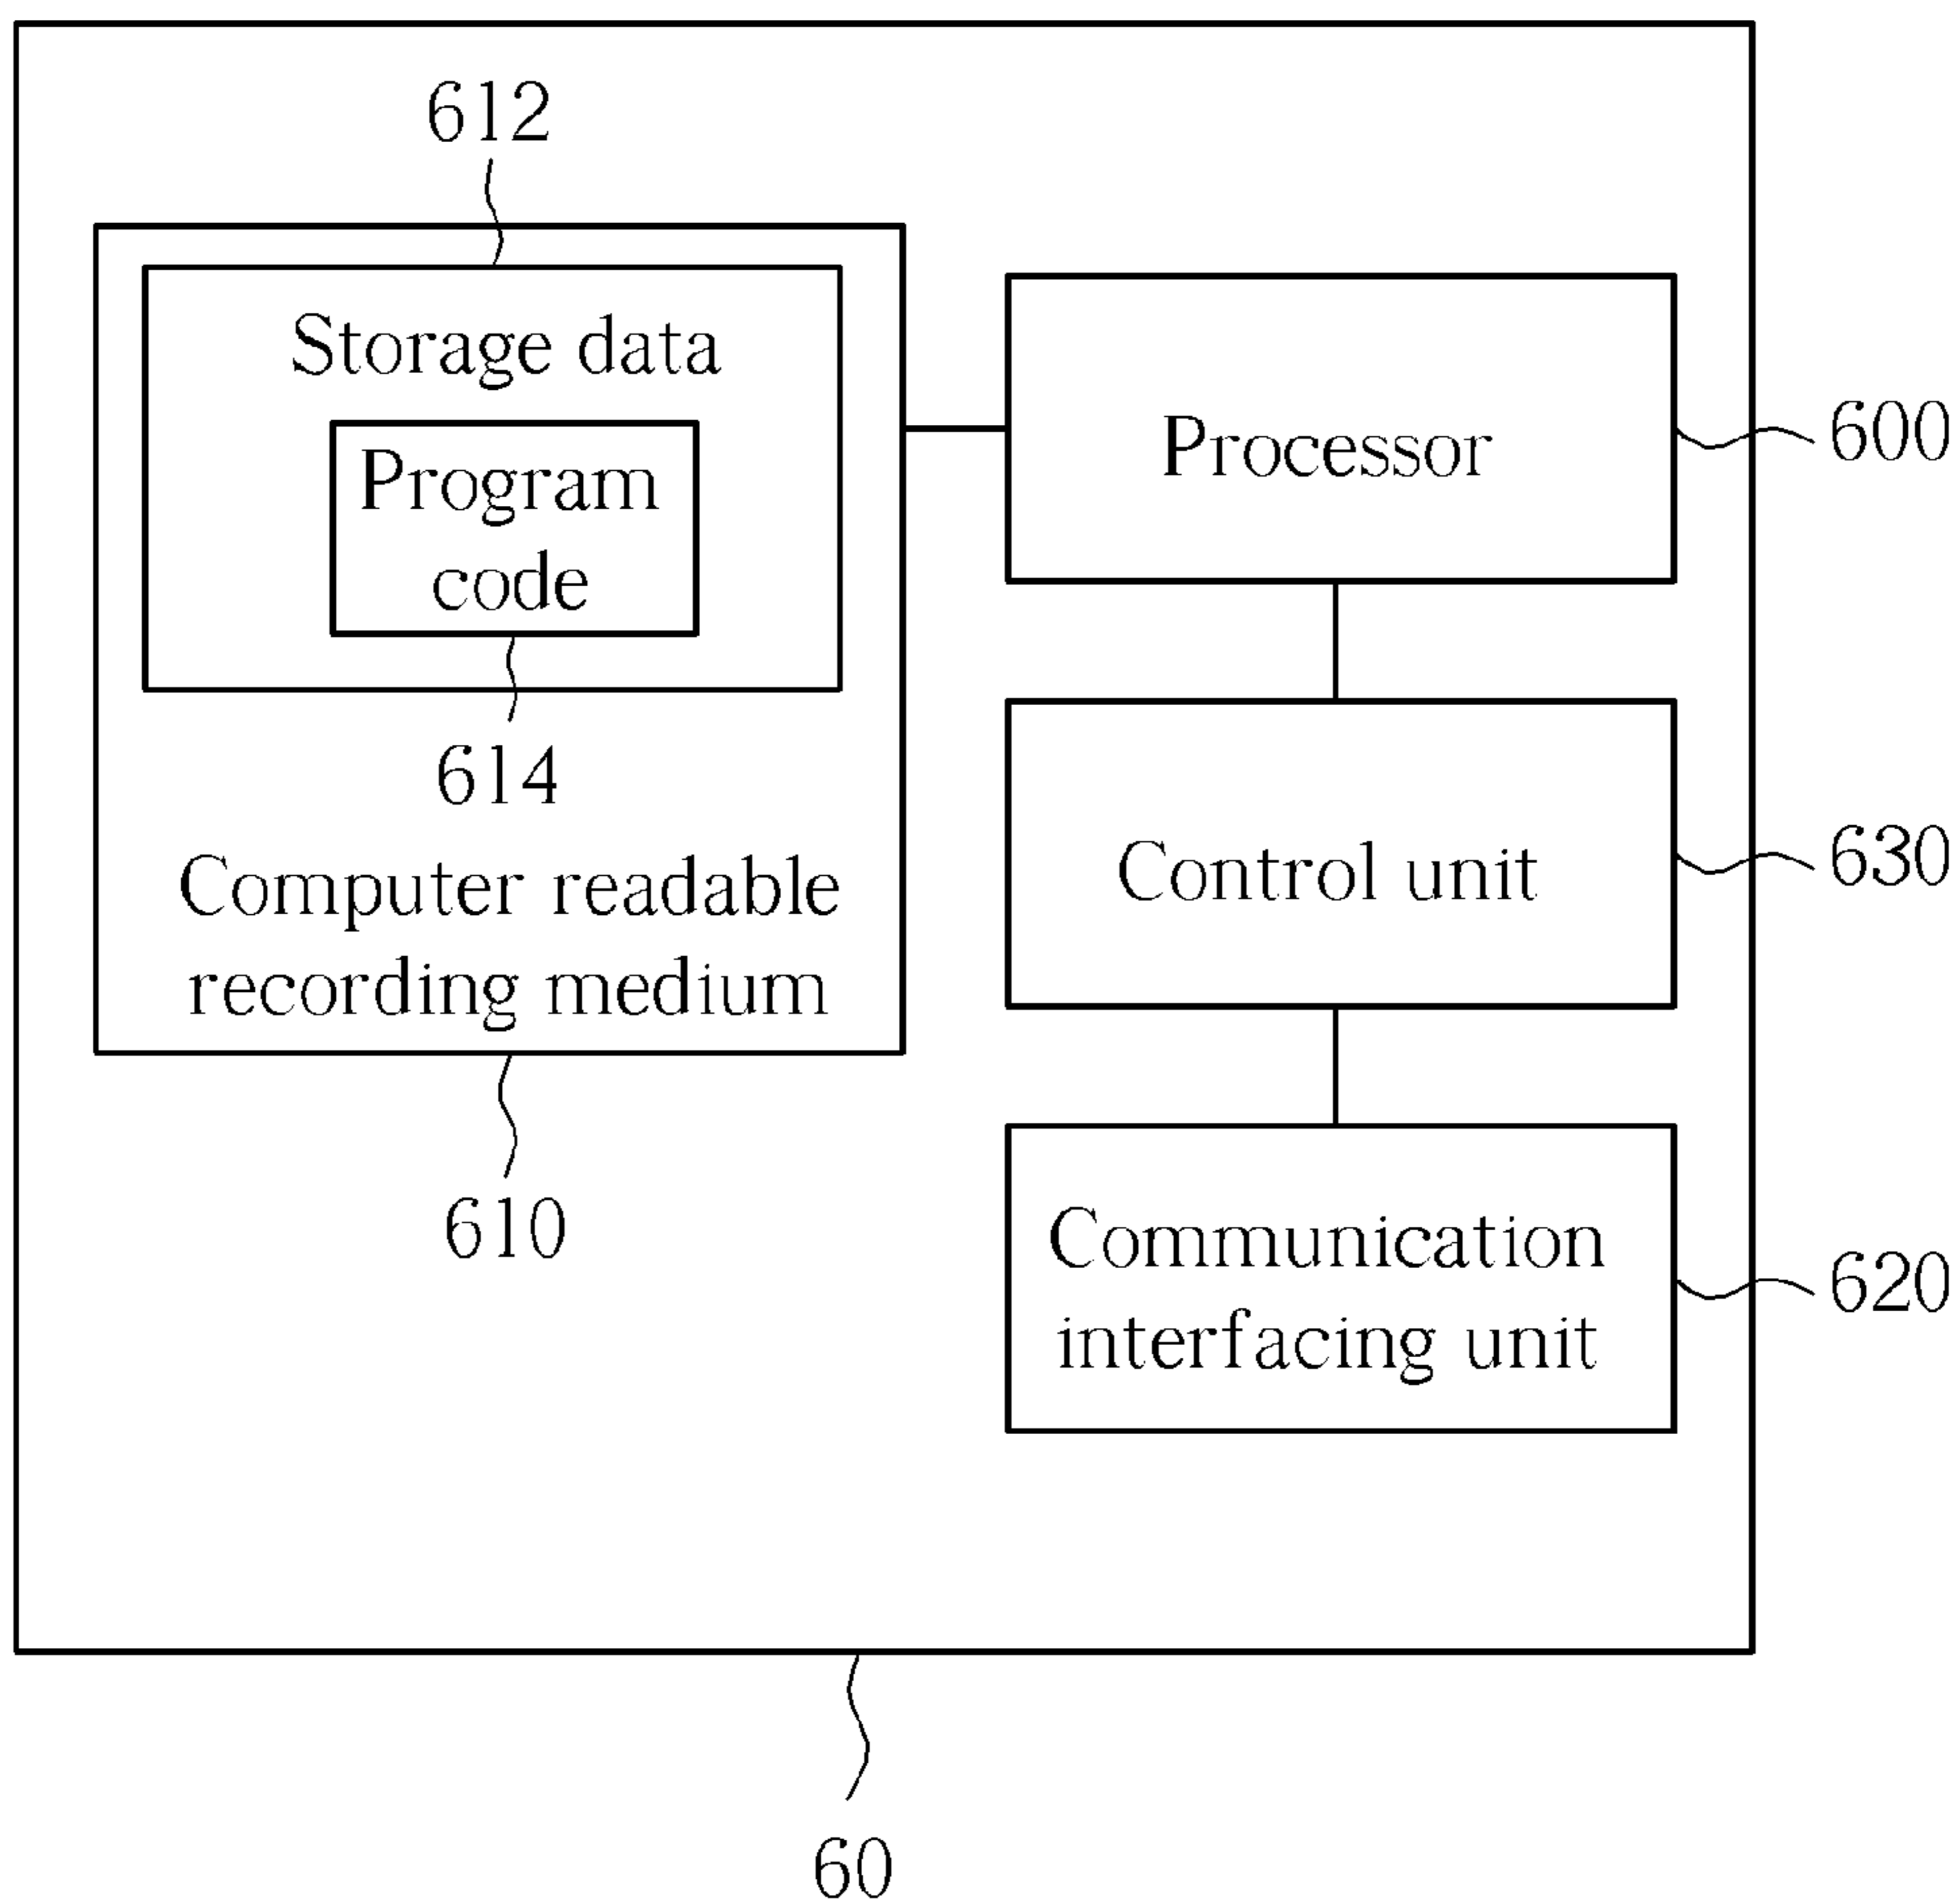 612
Storage data
Program
code
614
Computer readable
recording medium
610
Processor
600
Control unit
630
Communication
interfacing unit
620
60